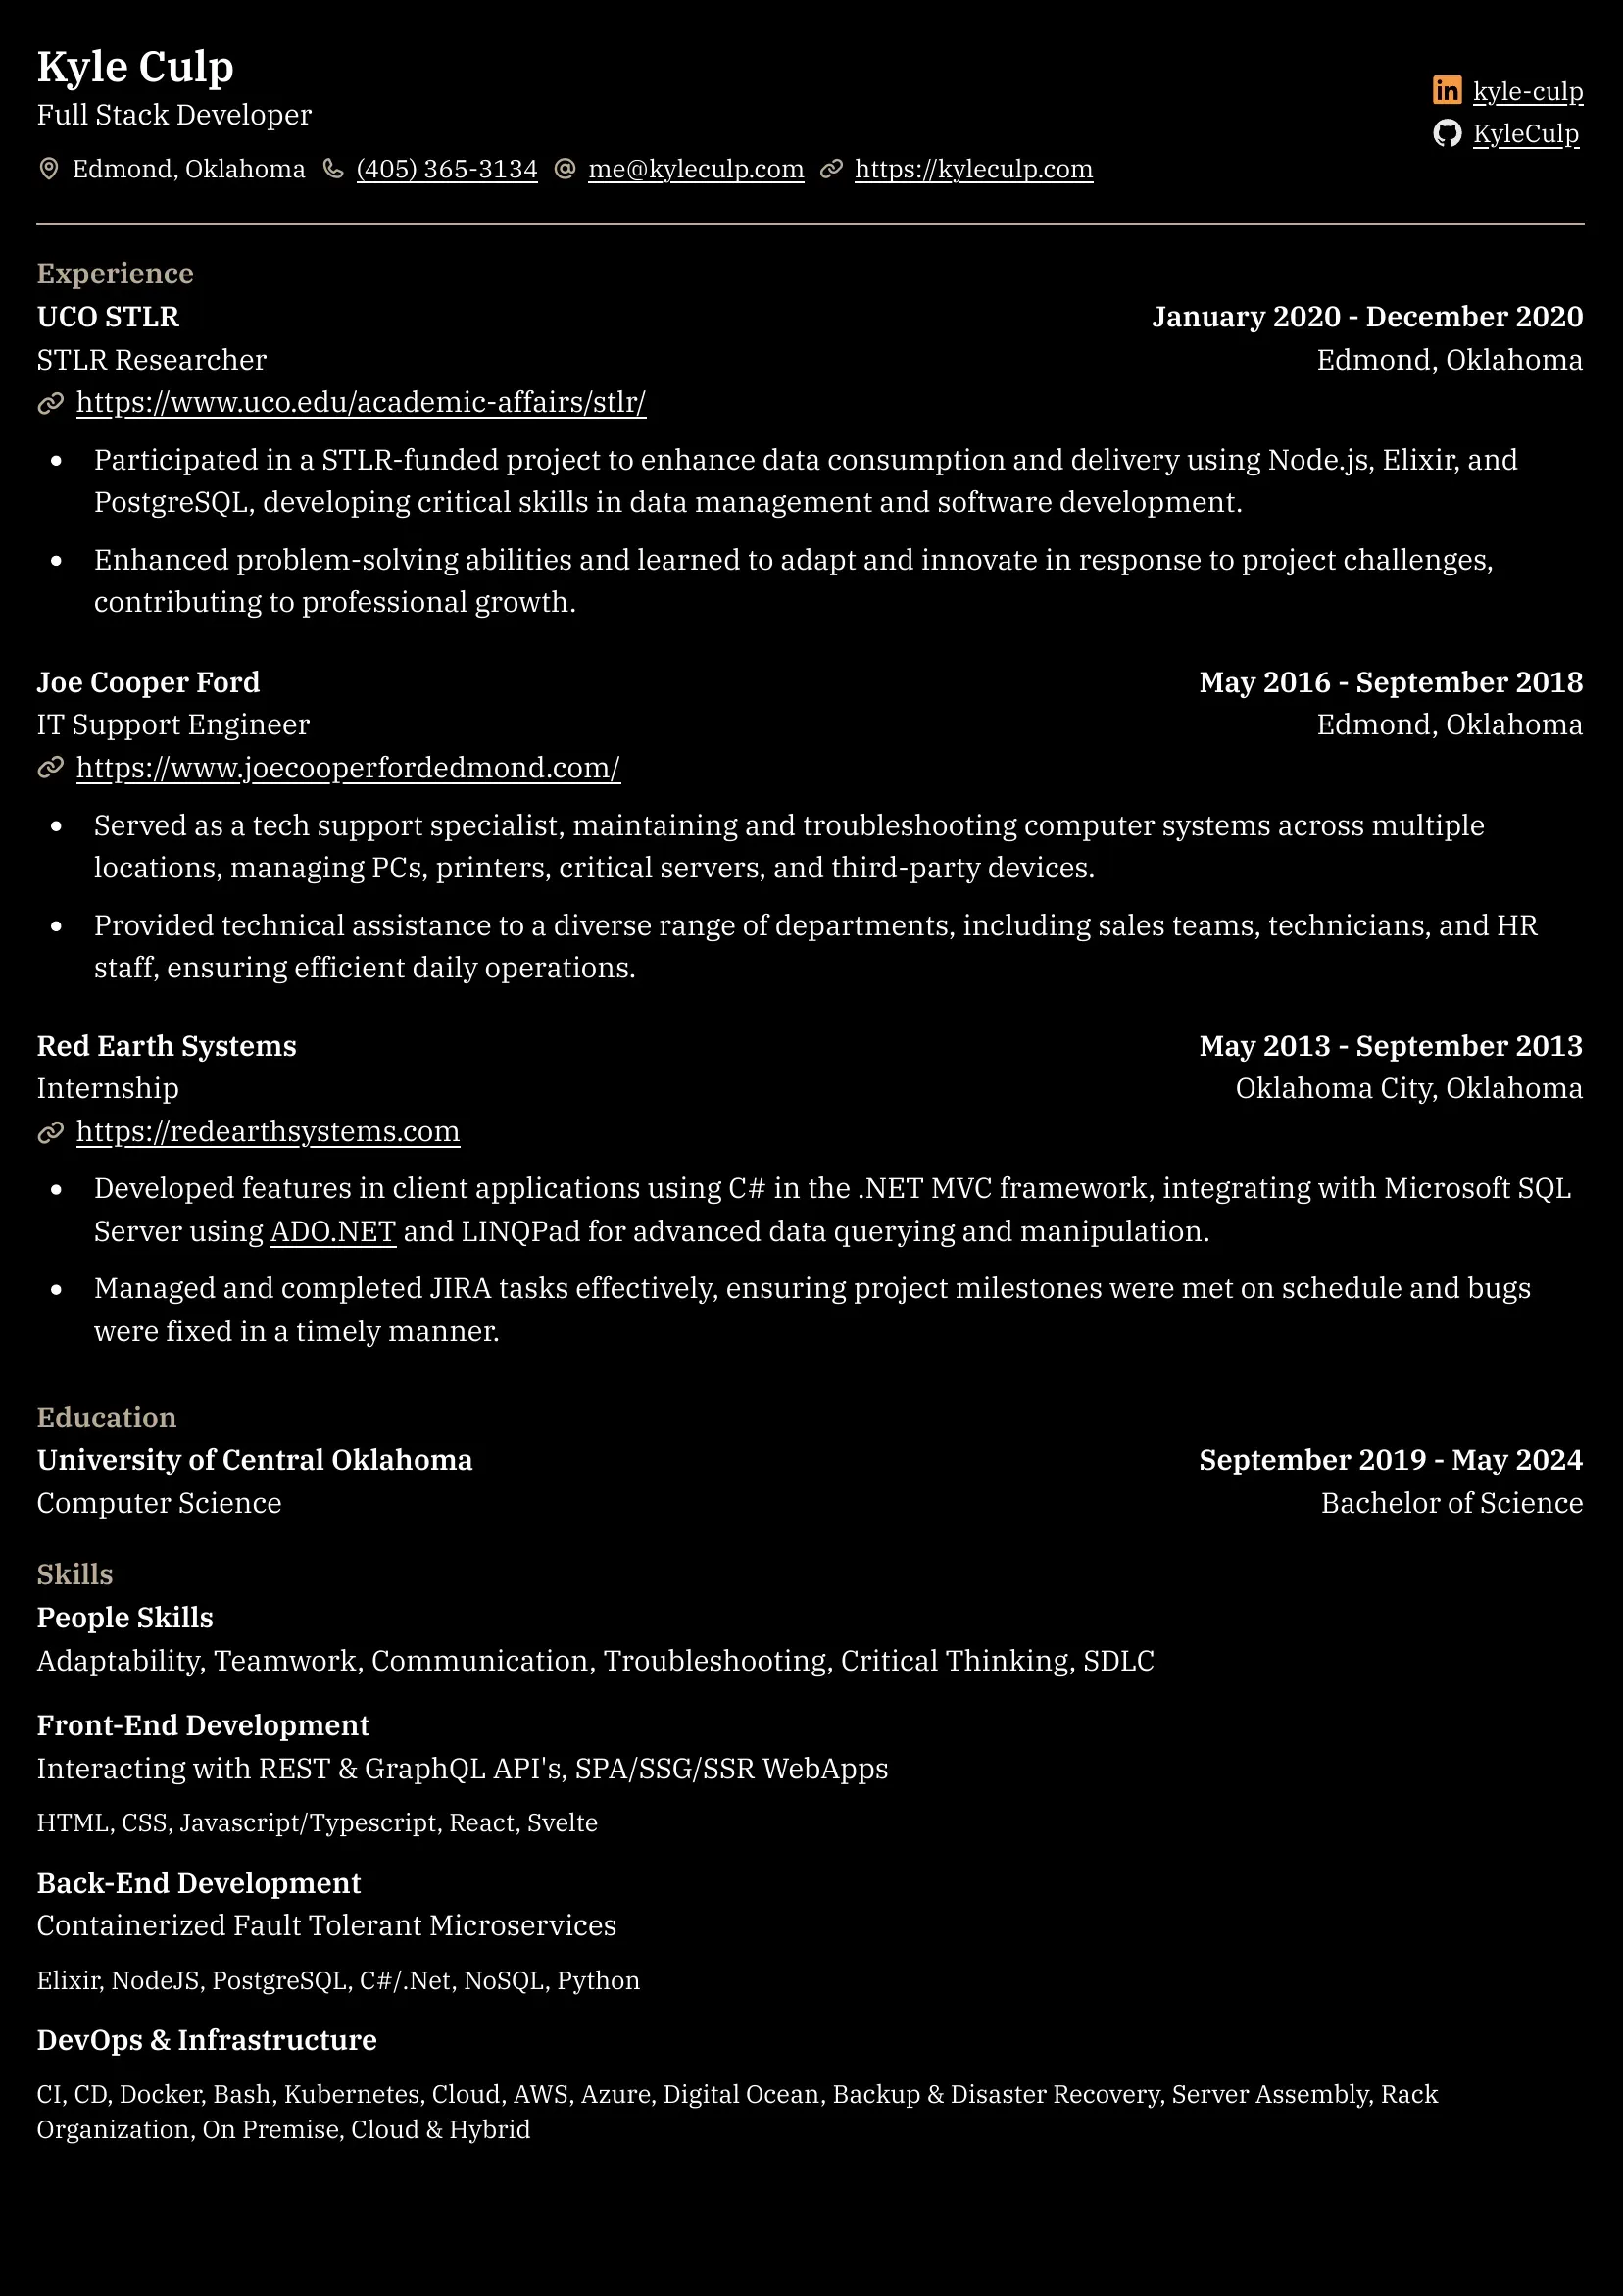 Kyle Culp
Full Stack Developer
kyle-culp
KyleCulp
Edmond, Oklahoma (405) 365-3134 me@kyleculp.com https://kyleculp.com
Experience
UCO STLR January 2020 - December 2020
STLR Researcher Edmond, Oklahoma
https://www.uco.edu/academic-affairs/stlr/
• Participated in a STLR-funded project to enhance data consumption and delivery using Node.js, Elixir, and
PostgreSQL, developing critical skills in data management and software development.
• Enhanced problem-solving abilities and learned to adapt and innovate in response to project challenges,
contributing to professional growth.
Joe Cooper Ford May 2016 - September 2018
IT Support Engineer Edmond, Oklahoma
https://www.joecooperfordedmond.com/
• Served as a tech support specialist, maintaining and troubleshooting computer systems across multiple
locations, managing PCs, printers, critical servers, and third-party devices.
• Provided technical assistance to a diverse range of departments, including sales teams, technicians, and HR
staff, ensuring efficient daily operations.
Red Earth Systems May 2013 - September 2013
Internship Oklahoma City, Oklahoma
https://redearthsystems.com
• Developed features in client applications using C# in the .NET MVC framework, integrating with Microsoft SQL
Server using ADO.NET and LINQPad for advanced data querying and manipulation.
• Managed and completed JIRA tasks effectively, ensuring project milestones were met on schedule and bugs
were fixed in a timely manner.
Education
University of Central Oklahoma September 2019 - May 2024
Computer Science Bachelor of Science
Skills
People Skills
Adaptability, Teamwork, Communication, Troubleshooting, Critical Thinking, SDLC
Front-End Development
Interacting with REST & GraphQL API's, SPA/SSG/SSR WebApps
HTML, CSS, Javascript/Typescript, React, Svelte
Back-End Development
Containerized Fault Tolerant Microservices
Elixir, NodeJS, PostgreSQL, C#/.Net, NoSQL, Python
DevOps & Infrastructure
CI, CD, Docker, Bash, Kubernetes, Cloud, AWS, Azure, Digital Ocean, Backup & Disaster Recovery, Server Assembly, Rack
Organization, On Premise, Cloud & Hybrid